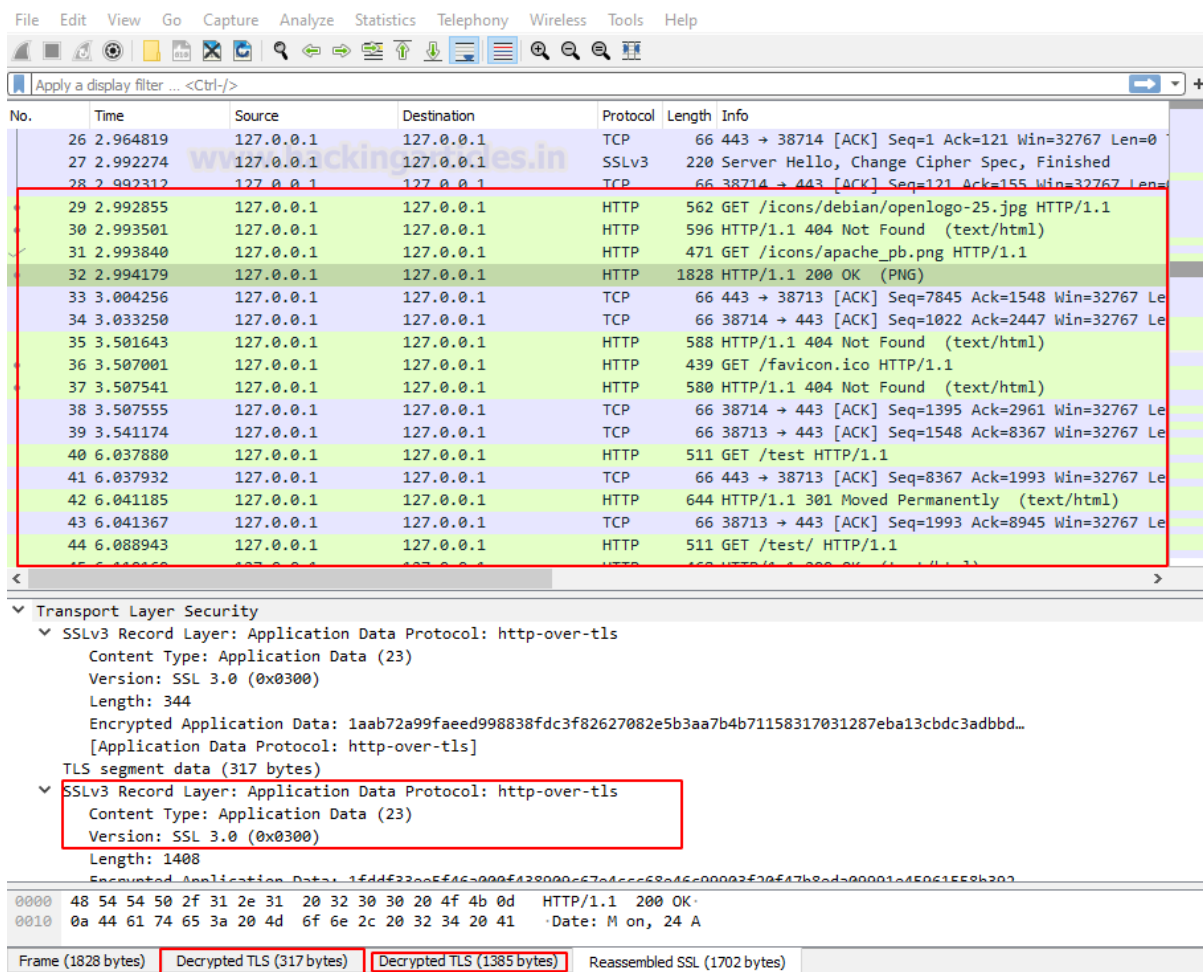 File Edit View Go Capture Analyze Statistics Telephony Wireless Tools Help
Apply a display filter ... <Ctrl-/>
No. Time Source Destination Protocol Length Info
26 2.964819 127.0.0.1 127.0.0.1 TCP 66 443 → 38714 [ACK] Seq=1 Ack=121 Win=32767 Len=0
27 2.992274 127.0.0.1 127.0.0.1 SSLv3 220 Server Hello, Change Cipher Spec, Finished
www.hackingarticles.in
28 2.992312 127.0.0.1 127.0.0.1 TCP 66 38714 → 443 [ACK] Seq=121 Ack=155 Win=32767 Len=
29 2.992855 127.0.0.1 127.0.0.1 HTTP 562 GET /icons/debian/openlogo-25.jpg HTTP/1.1
30 2.993501 127.0.0.1 127.0.0.1 HTTP 596 HTTP/1.1 404 Not Found (text/html)
31 2.993840 127.0.0.1 127.0.0.1 HTTP 471 GET /icons/apache_pb.png HTTP/1.1
32 2.994179 127.0.0.1 127.0.0.1 HTTP 1828 HTTP/1.1 200 OK (PNG)
33 3.004256 127.0.0.1 127.0.0.1 TCP 66 443 → 38713 [ACK] Seq=7845 Ack=1548 Win=32767 Le
34 3.033250 127.0.0.1 127.0.0.1 TCP 66 38714 → 443 [ACK] Seq=1022 Ack=2447 Win=32767 Le
35 3.501643 127.0.0.1 127.0.0.1 HTTP 588 HTTP/1.1 404 Not Found (text/html)
36 3.507001 127.0.0.1 127.0.0.1 HTTP 439 GET /favicon.ico HTTP/1.1
37 3.507541 127.0.0.1 127.0.0.1 HTTP 580 HTTP/1.1 404 Not Found (text/html)
38 3.507555 127.0.0.1 127.0.0.1 TCP 66 38714 → 443 [ACK] Seq=1395 Ack=2961 Win=32767 Le
39 3.541174 127.0.0.1 127.0.0.1 TCP 66 38713 → 443 [ACK] Seq=1548 Ack=8367 Win=32767 Le
40 6.037880 127.0.0.1 127.0.0.1 HTTP 511 GET /test HTTP/1.1
41 6.037932 127.0.0.1 127.0.0.1 TCP 66 443 → 38713 [ACK] Seq=8367 Ack=1993 Win=32767 Le
42 6.041185 127.0.0.1 127.0.0.1 HTTP 644 HTTP/1.1 301 Moved Permanently (text/html)
43 6.041367 127.0.0.1 127.0.0.1 TCP 66 38713 → 443 [ACK] Seq=1993 Ack=8945 Win=32767 Le
44 6.088943 127.0.0.1 127.0.0.1 HTTP 511 GET /test/ HTTP/1.1
Transport Layer Security
SSLv3 Record Layer: Application Data Protocol: http-over-tls
Content Type: Application Data (23)
Version: SSL 3.0 (0x0300)
Length: 344
Encrypted Application Data: 1aab72a99faeed998838fdc3f82627082e5b3aa7b4b71158317031287eba13cbdc3adbbd…
[Application Data Protocol: http-over-tls]
TLS segment data (317 bytes)
SSLv3 Record Layer: Application Data Protocol: http-over-tls
Content Type: Application Data (23)
Version: SSL 3.0 (0x0300)
Length: 1408
0000 48 54 54 50 2f 31 2e 31 20 32 30 30 20 4f 4b 0d HTTP/1.1 200 OK·
0010 0a 44 61 74 65 3a 20 4d 6f 6e 2c 20 32 34 20 41 ·Date: M on, 24 A
Frame (1828 bytes) Decrypted TLS (317 bytes) Decrypted TLS (1385 bytes) Reassembled SSL (1702 bytes)